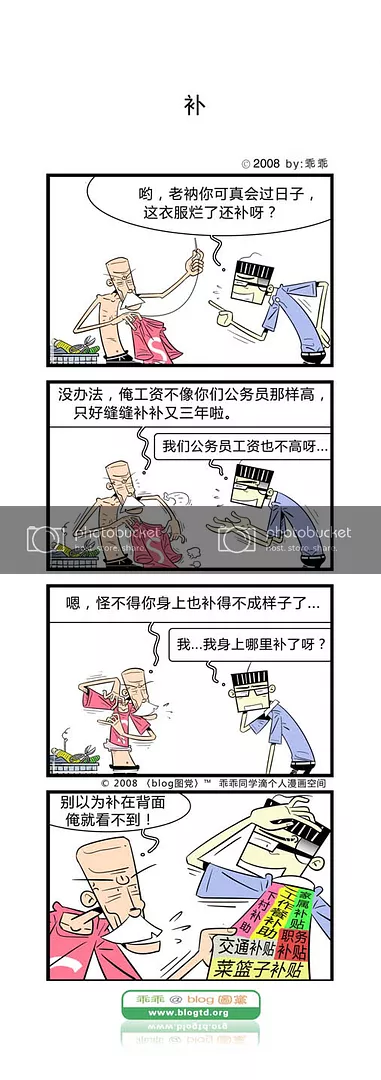 补
© 2008 by:乖乖
哟，老衲你可真会过日子，
这衣服烂了还补呀？
没办法，俺工资不像你们公务员那样高，
只好缝缝补补又三年啦。
我们公务员工资也不高呀...
photobucket
photobucket
嗯，怪不得你身上也补得不成样子了...
我...我身上哪里补了呀？
© 2008 〈blog图党〉™ 乖乖同学滴个人漫画空间
别以为补在背面
俺就看不到！
下村补助
工作餐补助
家属补贴
交通补贴
职务补贴
菜篮子补贴
乖乖@blog圖黨
www.blogtd.org